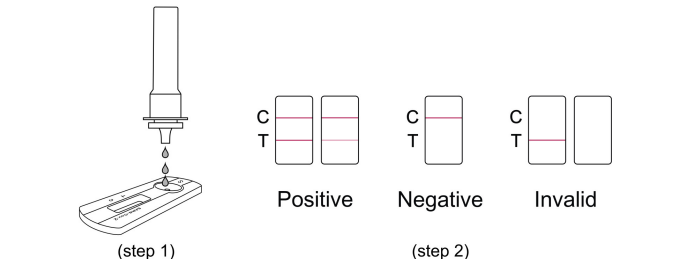 C
T
Positive
C
T
Negative
C
T
Invalid
(step 1)
(step 2)